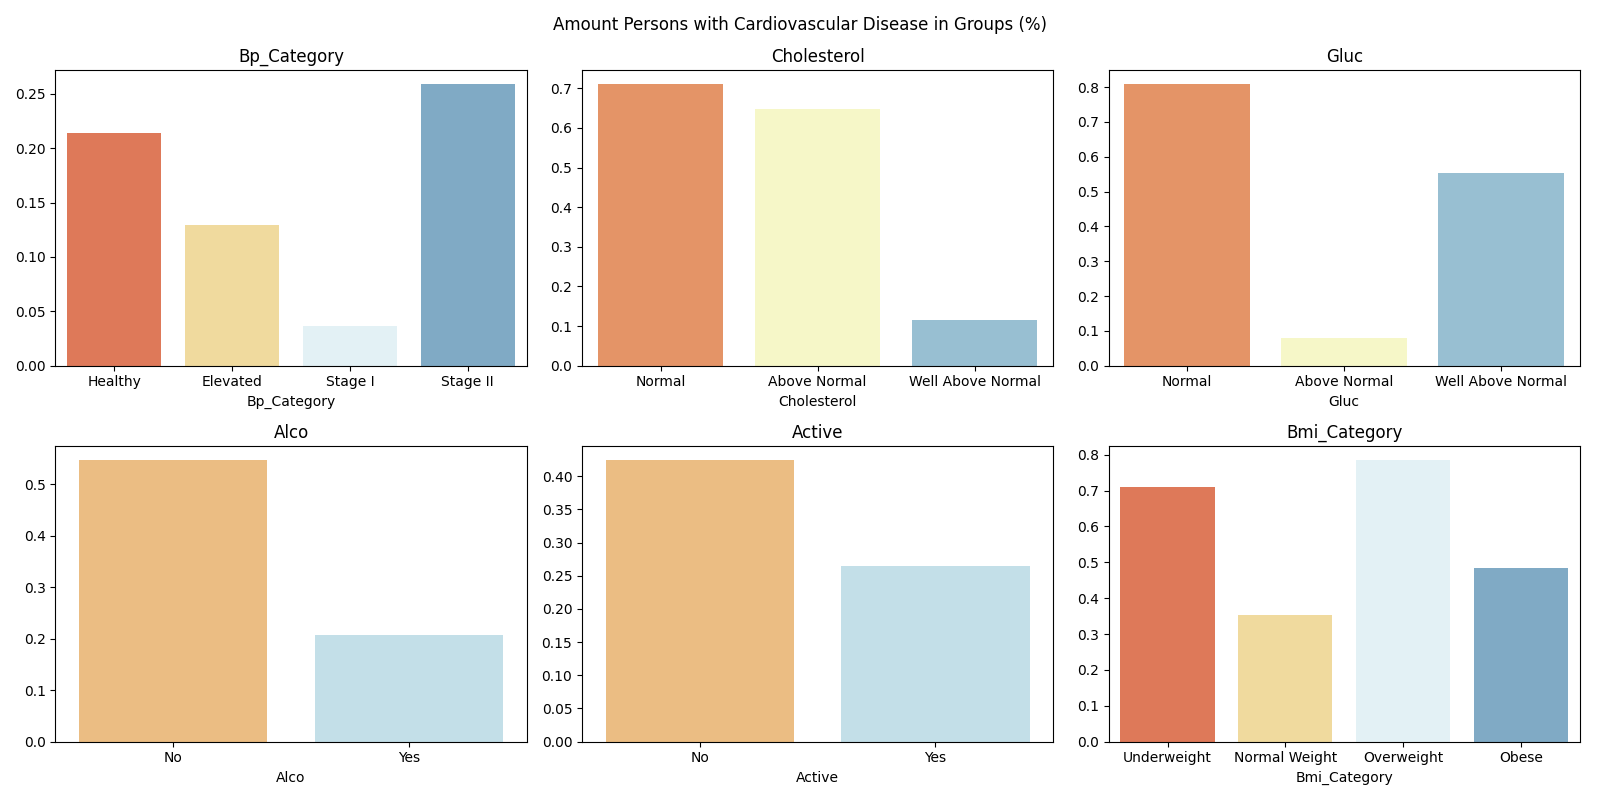 Amount Persons with Cardiovascular Disease in Groups (%)
Bp_Category
0.25
0.20
0.15
0.10
0.05
0.00
Healthy Elevated Stage I Stage II
Bp_Category
Cholesterol
0.7
0.6
0.5
0.4
0.3
0.2
0.1
0.0
Normal Above Normal Well Above Normal
Cholesterol
Gluc
0.8
0.7
0.6
0.5
0.4
0.3
0.2
0.1
0.0
Normal Above Normal Well Above Normal
Gluc
Alco
0.5
0.4
0.3
0.2
0.1
0.0
No Yes
Alco
Active
0.40
0.35
0.30
0.25
0.20
0.15
0.10
0.05
0.00
No Yes
Active
Bmi_Category
0.8
0.7
0.6
0.5
0.4
0.3
0.2
0.1
0.0
Underweight Normal Weight Overweight Obese
Bmi_Category